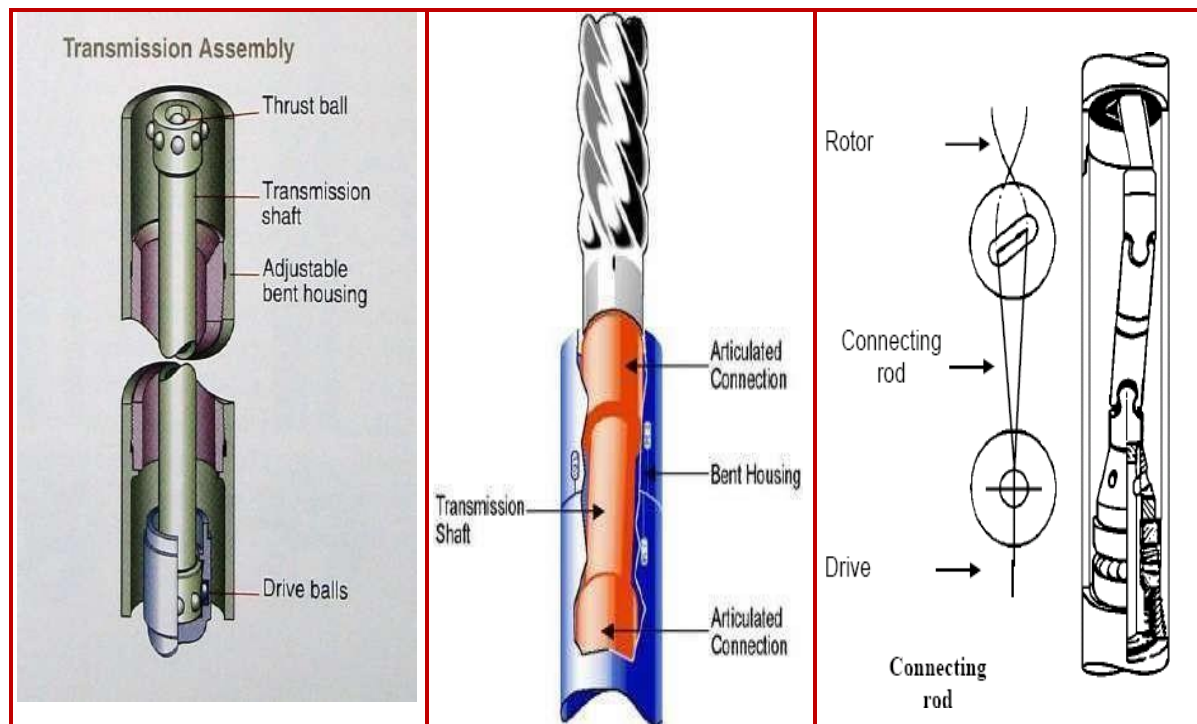 Transmission Assembly
Thrust ball
Transmission
shaft
Adjustable
bent housing
Drive balls
Articulated
Connection
Bent Housing
Transmission
Shaft
Articulated
Connection
Rotor
Connecting
rod
Drive
Connecting
rod